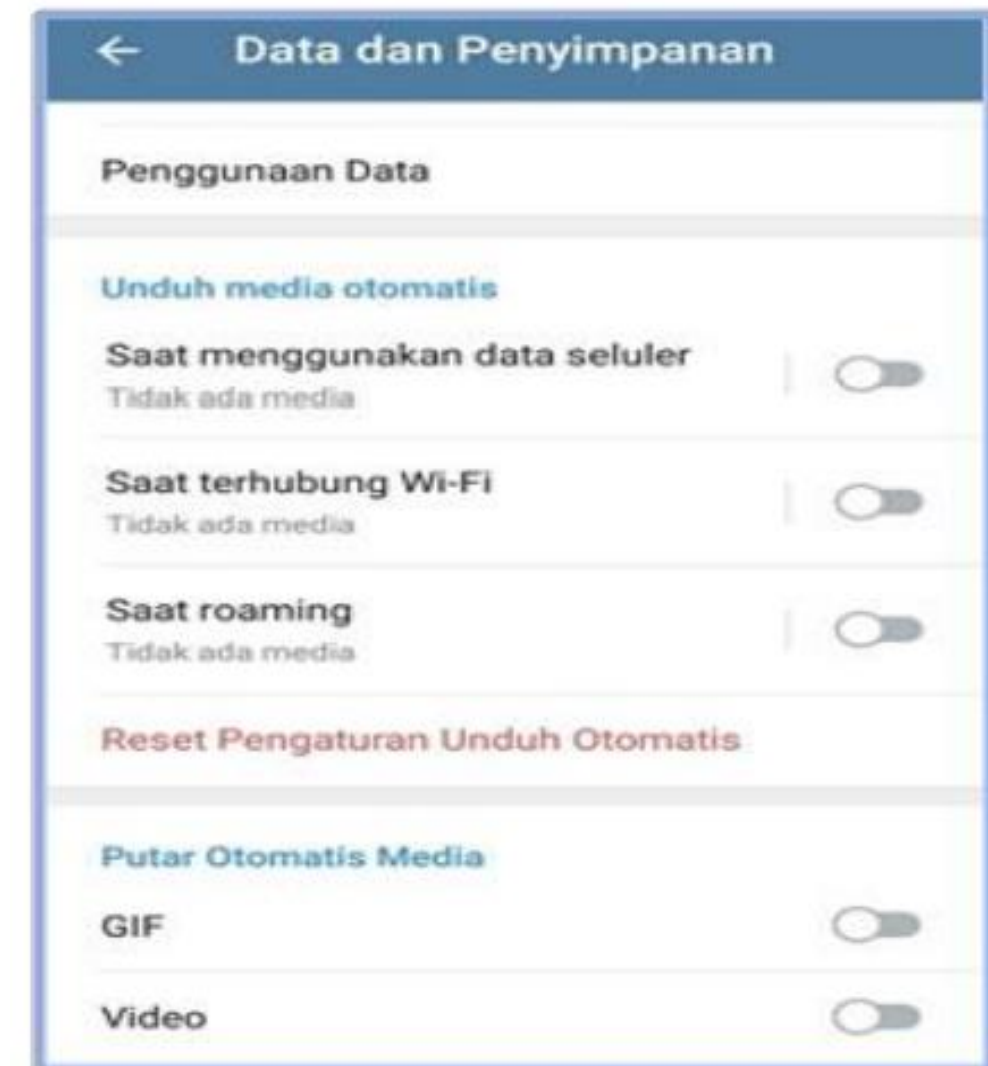 Data dan Penyimpanan
Penggunaan Data
Unduh media otomatis
Saat menggunakan data seluler
Tidak ada media
Saat terhubung Wi-Fi
Tidak ada media
Saat roaming
Tidak ada media
Reset Pengaturan Unduh Otomatis
Putar Otomatis Media
GIF
Video